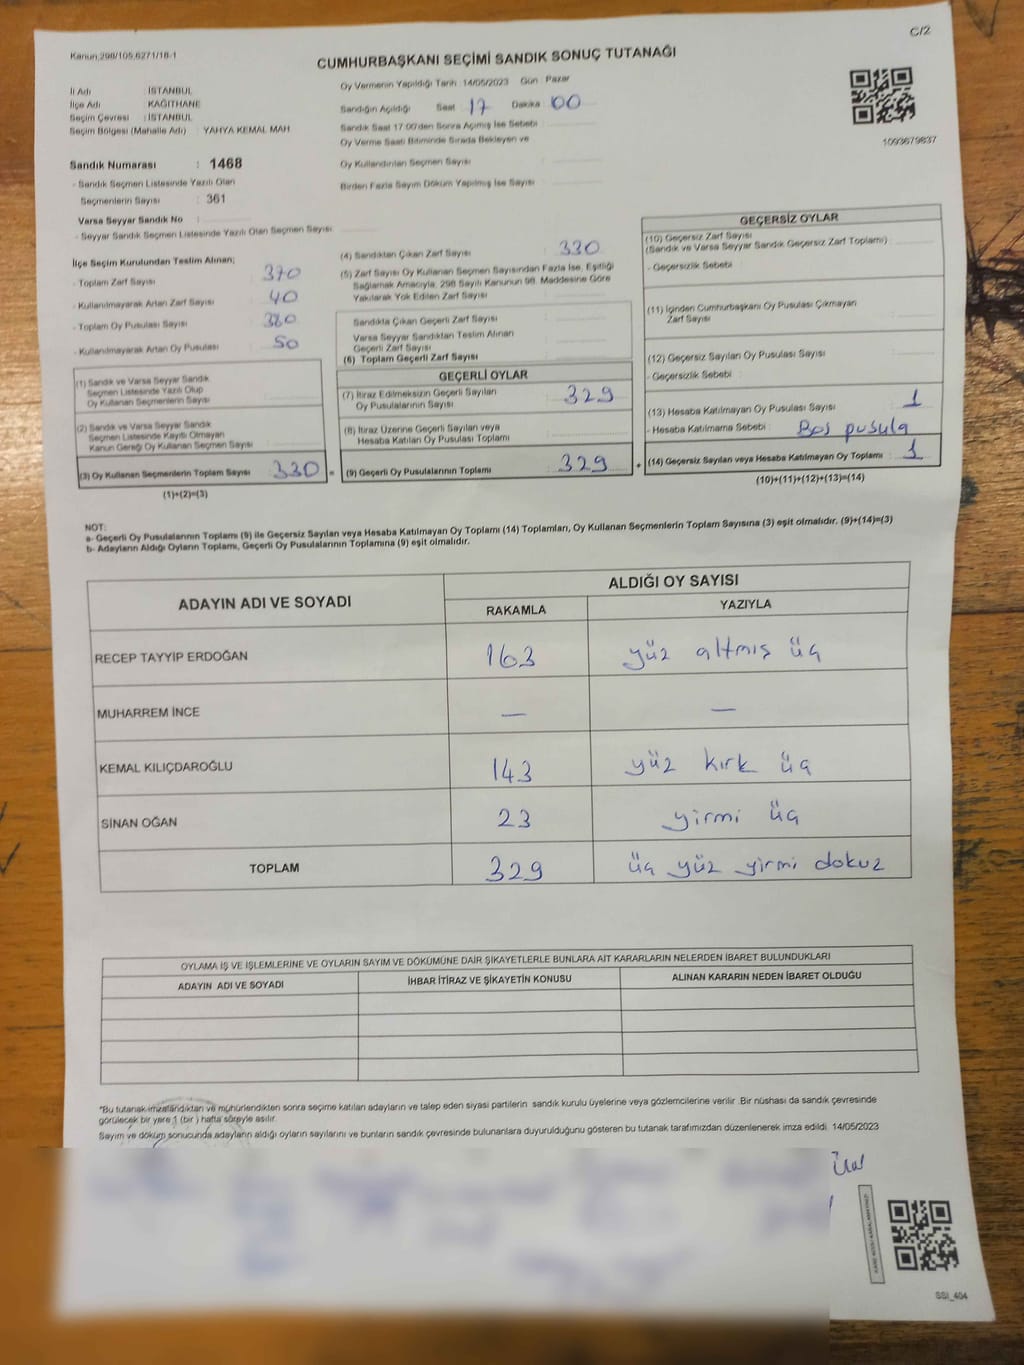 C/2
Kanun:298/105,6271/18-1
CUMHURBAŞKANI SEÇİMİ SANDIK SONUÇ TUTANAĞI
İl Adı : İSTANBUL
İlçe Adı : KAĞITHANE
Seçim Çevresi : İSTANBUL
Seçim Bölgesi (Mahalle Adı) : YAHYA KEMAL MAH.
Sandık Numarası : 1468
- Sandık Seçmen Listesinde Yazılı Olan
Seçmenlerin Sayısı : 361
Varsa Seyyar Sandık No :
- Seyyar Sandık Seçmen Listesinde Yazılı Olan Seçmen Sayısı
İlçe Seçim Kurulundan Teslim Alınan;
- Toplam Zarf Sayısı : 370
- Kullanılmayarak Artan Zarf Sayısı : 40
- Toplam Oy Pusulası Sayısı : 380
- Kullanılmayarak Artan Oy Pusulası : 50
Oy Vermenin Yapıldığı Tarih : 14/05/2023 Gün : Pazar
Sandığın Açıldığı Saat 17 Dakika 00
Sandık Saat 17:00'den Sonra Açımış İse Sebebi :
Oy Verme Saati Bitiminde Sırada Bekleyen ve
Oy Kullandırılan Seçmen Sayısı :
Birden Fazla Sayım Döküm Yapılmış İse Sayısı :
1093679837
(4) Sandıktan Çıkan Zarf Sayısı : 330
(5) Zarf Sayısı Oy Kullanan Seçmen Sayısından Fazla İse, Eşitliği
Sağlamak Amacıyla, 298 Sayılı Kanunun 98. Maddesine Göre
Yakılarak Yok Edilen Zarf Sayısı :
Sandıkta Çıkan Geçerli Zarf Sayısı :
Varsa Seyyar Sandıktan Teslim Alınan
Geçerli Zarf Sayısı :
(6) Toplam Geçerli Zarf Sayısı :
(1) Sandık ve Varsa Seyyar Sandık
Seçmen Listesinde Yazılı Olup
Oy Kullanan Seçmenlerin Sayısı :
(2) Sandık ve Varsa Seyyar Sandık
Seçmen Listesinde Kayıtlı Olmayan
Kanun Gereği Oy Kullanan Seçmen Sayısı :
(3) Oy Kullanan Seçmenlerin Toplam Sayısı : 330
(1)+(2)=(3)
=
GEÇERLİ OYLAR
(7) İtiraz Edilmeksizin Geçerli Sayılan
Oy Pusulalarının Sayısı : 329
(8) İtiraz Üzerine Geçerli Sayılan veya
Hesaba Katılan Oy Pusulası Toplamı :
(9) Geçerli Oy Pusulalarının Toplamı : 329
+
GEÇERSİZ OYLAR
(10) Geçersiz Zarf Sayısı
(Sandık ve Varsa Seyyar Sandık Geçersiz Zarf Toplamı) :
- Geçersizlik Sebebi :
(11) İçinden Cumhurbaşkanı Oy Pusulası Çıkmayan
Zarf Sayısı :
(12) Geçersiz Sayılan Oy Pusulası Sayısı :
- Geçersizlik Sebebi :
(13) Hesaba Katılmayan Oy Pusulası Sayısı : 1
- Hesaba Katılmama Sebebi : Boş pusula
(14) Geçersiz Sayılan veya Hesaba Katılmayan Oy Toplamı : 1
(10)+(11)+(12)+(13)=(14)
NOT:
a- Geçerli Oy Pusulalarının Toplamı (9) ile Geçersiz Sayılan veya Hesaba Katılmayan Oy Toplamı (14) Toplamları, Oy Kullanan Seçmenlerin Toplam Sayısına (3) eşit olmalıdır. (9)+(14)=(3)
b- Adayların Aldığı Oyların Toplamı, Geçerli Oy Pusulalarının Toplamına (9) eşit olmalıdır.
ADAYIN ADI VE SOYADI ALDIĞI OY SAYISI
RAKAMLA YAZIYLA
RECEP TAYYİP ERDOĞAN 163 yüz altmış üç
MUHARREM İNCE — —
KEMAL KILIÇDAROĞLU 143 yüz kırk üç
SİNAN OĞAN 23 yirmi üç
TOPLAM 329 üç yüz yirmi dokuz
OYLAMA İŞ VE İŞLEMLERİNE VE OYLARIN SAYIM VE DÖKÜMÜNE DAİR ŞİKAYETLERLE BUNLARA AİT KARARLARIN NELERDEN İBARET BULUNDUKLARI
ADAYIN ADI VE SOYADI İHBAR İTİRAZ VE ŞİKAYETİN KONUSU ALINAN KARARIN NEDEN İBARET OLDUĞU
*Bu tutanak imzalandıktan ve mühürlendikten sonra seçime katılan adayların ve talep eden siyasi partilerin sandık kurulu üyelerine veya gözlemcilerine verilir .Bir nüshası da sandık çevresinde
görülecek bir yere 1 (bir) hafta süreyle asılır.
Sayım ve döküm sonucunda adayların aldığı oyların sayılarını ve bunların sandık çevresinde bulunanlara duyurulduğunu gösteren bu tutanak tarafımızdan düzenlenerek imza edildi. 14/05/2023
SSI_404